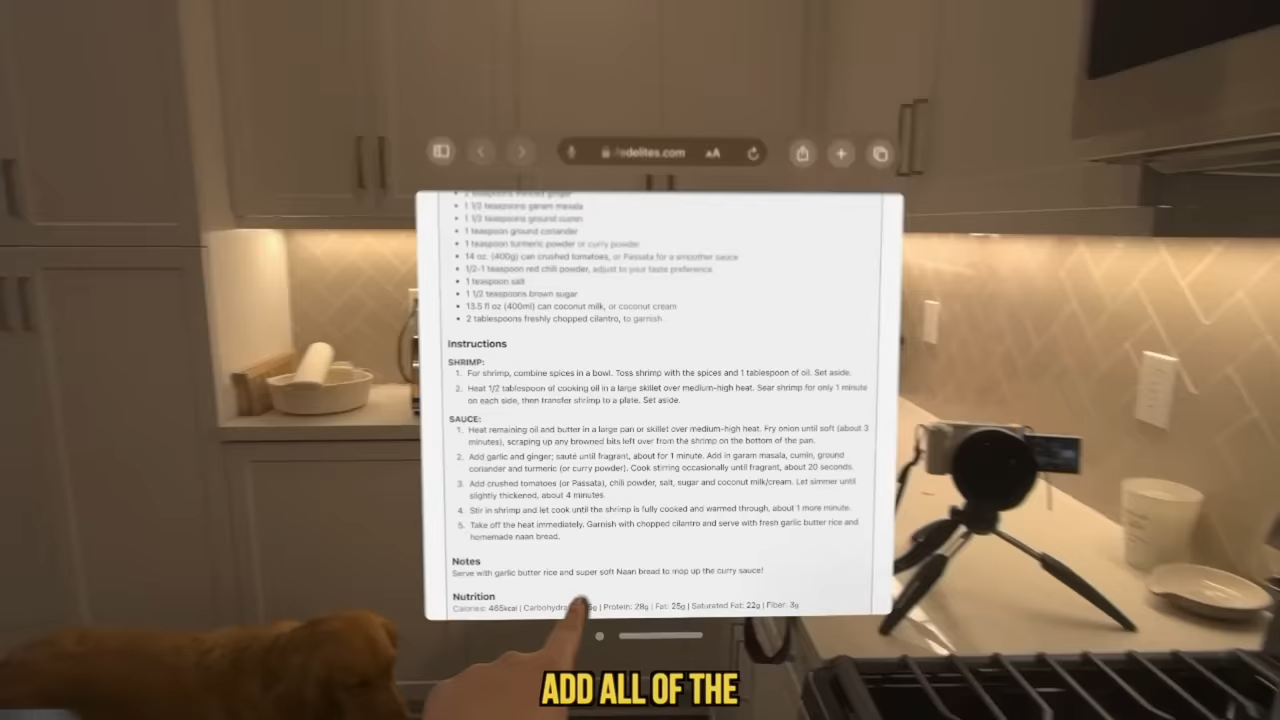 delites.com AA
2 teaspoons minced ginger
• 1 1/2 teaspoons garam masala
• 1 1/2 teaspoons ground cumin
• 1 teaspoon ground coriander
• 1 teaspoon turmeric powder or curry powder
• 14 oz. (400g) can crushed tomatoes, or Passata for a smoother sauce
• 1/2-1 teaspoon red chili powder, adjust to your taste preference
• 1 teaspoon salt
• 1 1/2 teaspoons brown sugar
• 13.5 fl oz (400ml) can coconut milk, or coconut cream
• 2 tablespoons freshly chopped cilantro, to garnish
Instructions
SHRIMP:
1. For shrimp, combine spices in a bowl. Toss shrimp with the spices and 1 tablespoon of oil. Set aside.
2. Heat 1/2 tablespoon of cooking oil in a large skillet over medium-high heat. Sear shrimp for only 1 minute
on each side, then transfer shrimp to a plate. Set aside.
SAUCE:
1. Heat remaining oil and butter in a large pan or skillet over medium-high heat. Fry onion until soft (about 3
minutes), scraping up any browned bits left over from the shrimp on the bottom of the pan.
2. Add garlic and ginger; sauté until fragrant, about for 1 minute. Add in garam masala, cumin, ground
coriander and turmeric (or curry powder). Cook stirring occasionally until fragrant, about 20 seconds.
3. Add crushed tomatoes (or Passata), chili powder, salt, sugar and coconut milk/cream. Let simmer until
slightly thickened, about 4 minutes.
4. Stir in shrimp and let cook until the shrimp is fully cooked and warmed through, about 1 more minute.
5. Take off the heat immediately. Garnish with chopped cilantro and serve with fresh garlic butter rice and
homemade naan bread.
Notes
Serve with garlic butter rice and super soft Naan bread to mop up the curry sauce!
Nutrition
Calories: 465kcal | Protein: 28g | Fat: 25g | Saturated Fat: 22g | Fiber: 3g
ADD ALL OF THE